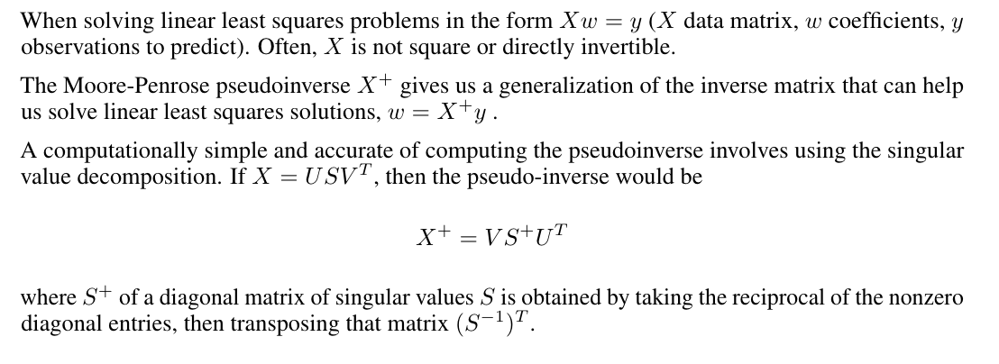 When solving linear least squares problems in the form Xw = y (X data matrix, w coefficients, y
observations to predict). Often, X is not square or directly invertible.
The Moore-Penrose pseudoinverse X⁺ gives us a generalization of the inverse matrix that can help
us solve linear least squares solutions, w = X⁺y .
A computationally simple and accurate of computing the pseudoinverse involves using the singular
value decomposition. If X = USVᵀ, then the pseudo-inverse would be
X⁺ = VS⁺Uᵀ
where S⁺ of a diagonal matrix of singular values S is obtained by taking the reciprocal of the nonzero
diagonal entries, then transposing that matrix (S⁻¹)ᵀ.